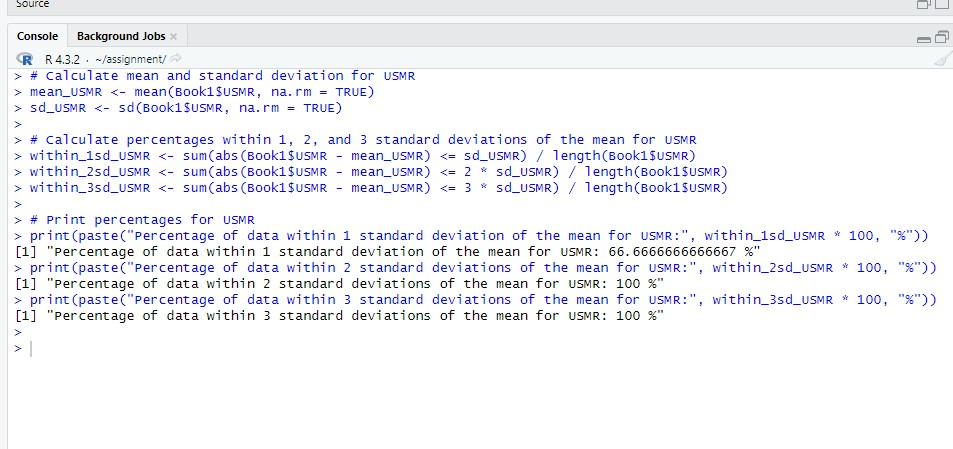 Source
Console Background Jobs ×
R 4.3.2 · ~/assignment/
> # Calculate mean and standard deviation for USMR
> mean_USMR <- mean(Book1$USMR, na.rm = TRUE)
> sd_USMR <- sd(Book1$USMR, na.rm = TRUE)
>
> # Calculate percentages within 1, 2, and 3 standard deviations of the mean for USMR
> within_1sd_USMR <- sum(abs(Book1$USMR - mean_USMR) <= sd_USMR) / length(Book1$USMR)
> within_2sd_USMR <- sum(abs(Book1$USMR - mean_USMR) <= 2 * sd_USMR) / length(Book1$USMR)
> within_3sd_USMR <- sum(abs(Book1$USMR - mean_USMR) <= 3 * sd_USMR) / length(Book1$USMR)
>
> # Print percentages for USMR
> print(paste("Percentage of data within 1 standard deviation of the mean for USMR:", within_1sd_USMR * 100, "%"))
[1] "Percentage of data within 1 standard deviation of the mean for USMR: 66.6666666666667 %"
> print(paste("Percentage of data within 2 standard deviations of the mean for USMR:", within_2sd_USMR * 100, "%"))
[1] "Percentage of data within 2 standard deviations of the mean for USMR: 100 %"
> print(paste("Percentage of data within 3 standard deviations of the mean for USMR:", within_3sd_USMR * 100, "%"))
[1] "Percentage of data within 3 standard deviations of the mean for USMR: 100 %"
>
>